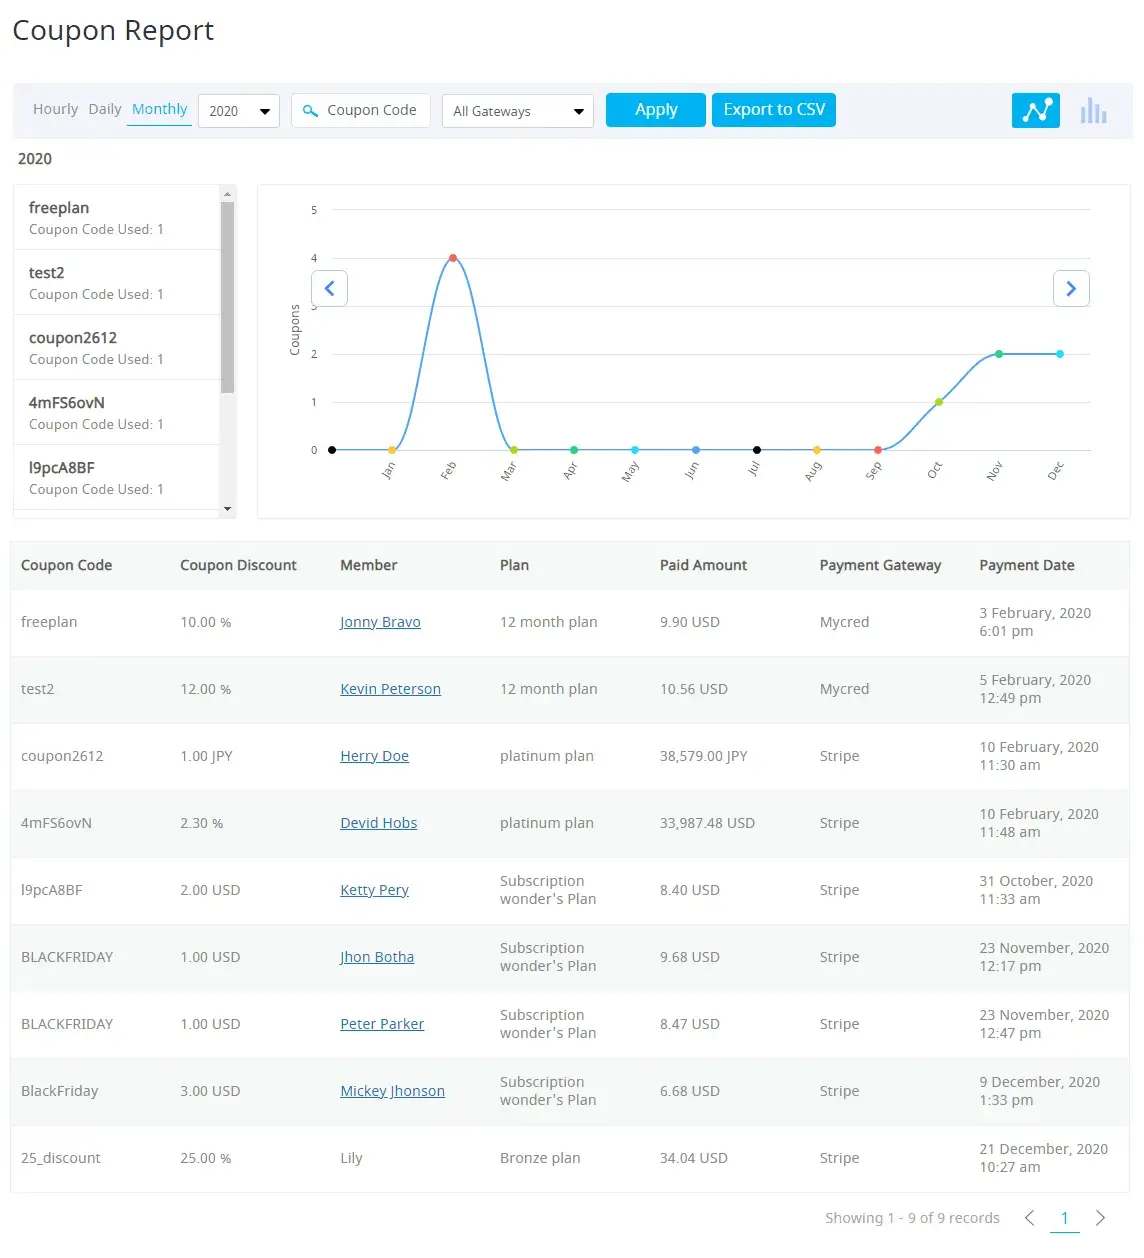 Coupon Report
Hourly Daily Monthly 2020 Coupon Code All Gateways Apply Export to CSV
2020
freeplan
Coupon Code Used: 1
test2
Coupon Code Used: 1
coupon2612
Coupon Code Used: 1
4mFS6ovN
Coupon Code Used: 1
l9pcA8BF
Coupon Code Used: 1
Coupons
5
4
3
2
1
0
Jan Feb Mar Apr May Jun Jul Aug Sep Oct Nov Dec
Coupon Code Coupon Discount Member Plan Paid Amount Payment Gateway Payment Date
freeplan 10.00 % Jonny Bravo 12 month plan 9.90 USD Mycred 3 February, 2020
6:01 pm
test2 12.00 % Kevin Peterson 12 month plan 10.56 USD Mycred 5 February, 2020
12:49 pm
coupon2612 1.00 JPY Herry Doe platinum plan 38,579.00 JPY Stripe 10 February, 2020
11:30 am
4mFS6ovN 2.30 % Devid Hobs platinum plan 33,987.48 USD Stripe 10 February, 2020
11:48 am
l9pcA8BF 2.00 USD Ketty Pery Subscription
wonder's Plan 8.40 USD Stripe 31 October, 2020
11:33 am
BLACKFRIDAY 1.00 USD Jhon Botha Subscription
wonder's Plan 9.68 USD Stripe 23 November, 2020
12:17 pm
BLACKFRIDAY 1.00 USD Peter Parker Subscription
wonder's Plan 8.47 USD Stripe 23 November, 2020
12:47 pm
BlackFriday 3.00 USD Mickey Jhonson Subscription
wonder's Plan 6.68 USD Stripe 9 December, 2020
1:33 pm
25_discount 25.00 % Lily Bronze plan 34.04 USD Stripe 21 December, 2020
10:27 am
Showing 1 - 9 of 9 records 1